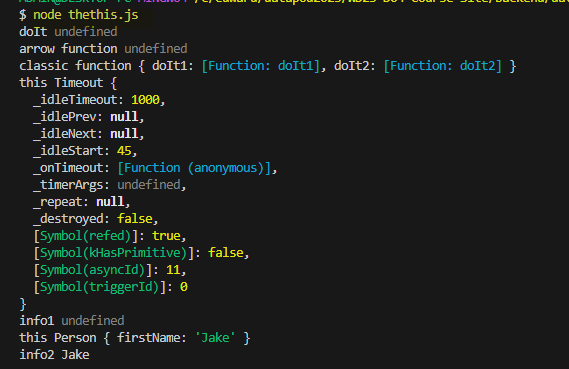 $ node thethis.js
doIt undefined
arrow function undefined
classic function { doIt1: [Function: doIt1], doIt2: [Function: doIt2] }
this Timeout {
  _idleTimeout: 1000,
  _idlePrev: null,
  _idleNext: null,
  _idleStart: 45,
  _onTimeout: [Function (anonymous)],
  _timerArgs: undefined,
  _repeat: null,
  _destroyed: false,
  [Symbol(refed)]: true,
  [Symbol(kHasPrimitive)]: false,
  [Symbol(asyncId)]: 11,
  [Symbol(triggerId)]: 0
}
info1 undefined
this Person { firstName: 'Jake' }
info2 Jake